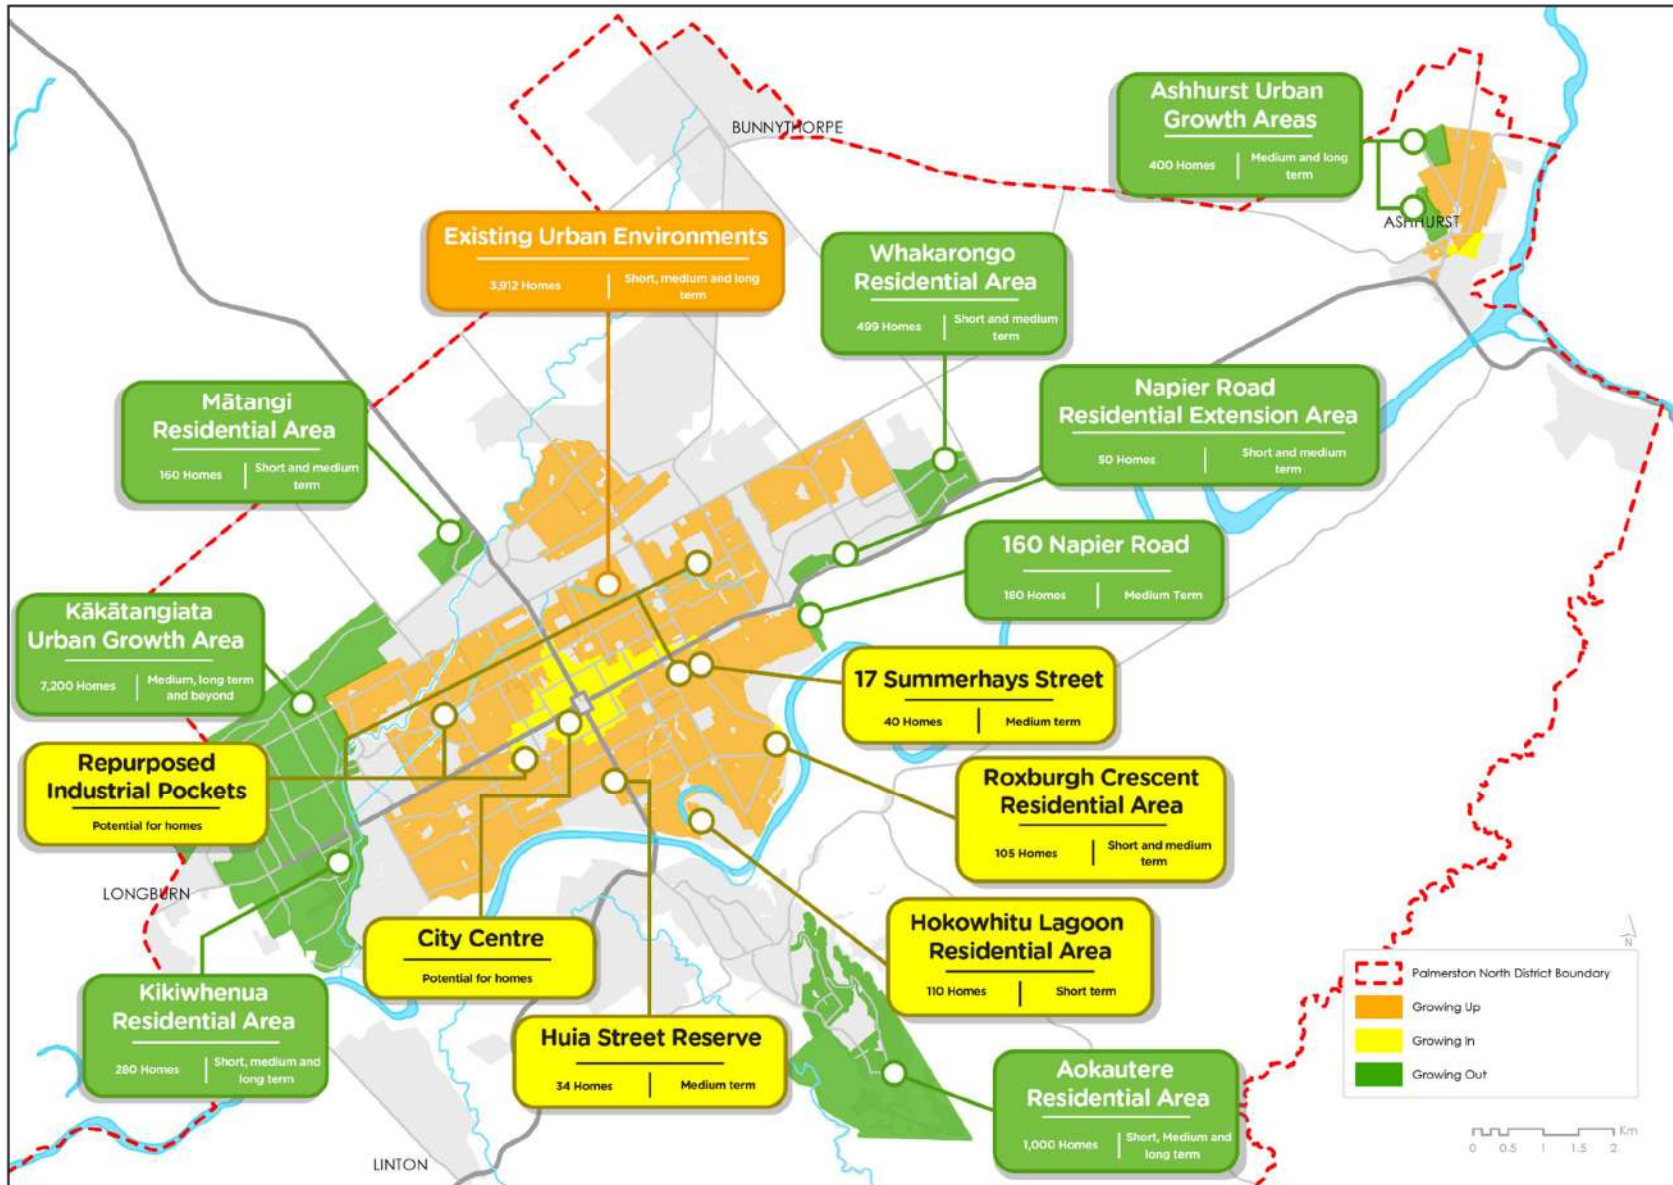 BUNNYTHORPE
Ashhurst Urban
Growth Areas
400 Homes
Medium and long
term
ASHHURST
Existing Urban Environments
3,912 Homes
Short, medium and long
term
Whakarongo
Residential Area
499 Homes
Short and medium
term
Napier Road
Residential Extension Area
50 Homes
Short and medium
term
Mātangi
Residential Area
160 Homes
Short and medium
term
160 Napier Road
180 Homes
Medium Term
Kākātangiata
Urban Growth Area
7,200 Homes
Medium, long term
and beyond
17 Summerhays Street
40 Homes
Medium term
Repurposed
Industrial Pockets
Potential for homes
Roxburgh Crescent
Residential Area
105 Homes
Short and medium
term
LONGBURN
City Centre
Potential for homes
Hokowhitu Lagoon
Residential Area
110 Homes
Short term
Kikiwhenua
Residential Area
280 Homes
Short, medium and
long term
Huia Street Reserve
34 Homes
Medium term
Aokautere
Residential Area
1,000 Homes
Short, Medium and
long term
LINTON
N
Palmerston North District Boundary
Growing Up
Growing In
Growing Out
Km
0 0.5 1 1.5 2